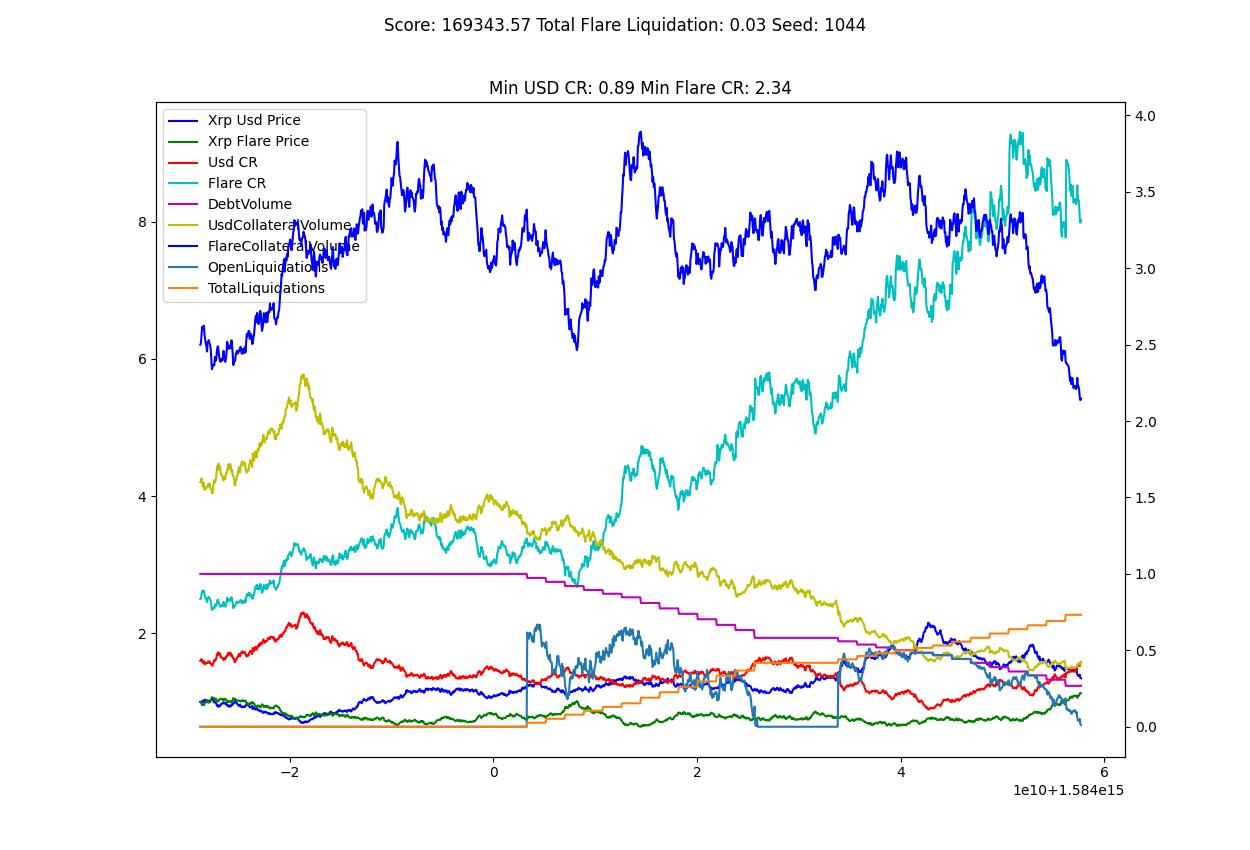 Score: 169343.57 Total Flare Liquidation: 0.03 Seed: 1044
Min USD CR: 0.89 Min Flare CR: 2.34
Xrp Usd Price
Xrp Flare Price
Usd CR
Flare CR
DebtVolume
UsdCollateralVolume
FlareCollateralVolume
OpenLiquidations
TotalLiquidations
8
6
4
2
4.0
3.5
3.0
2.5
2.0
1.5
1.0
0.5
0.0
−2 0 2 4 6
1e10+1.584e15